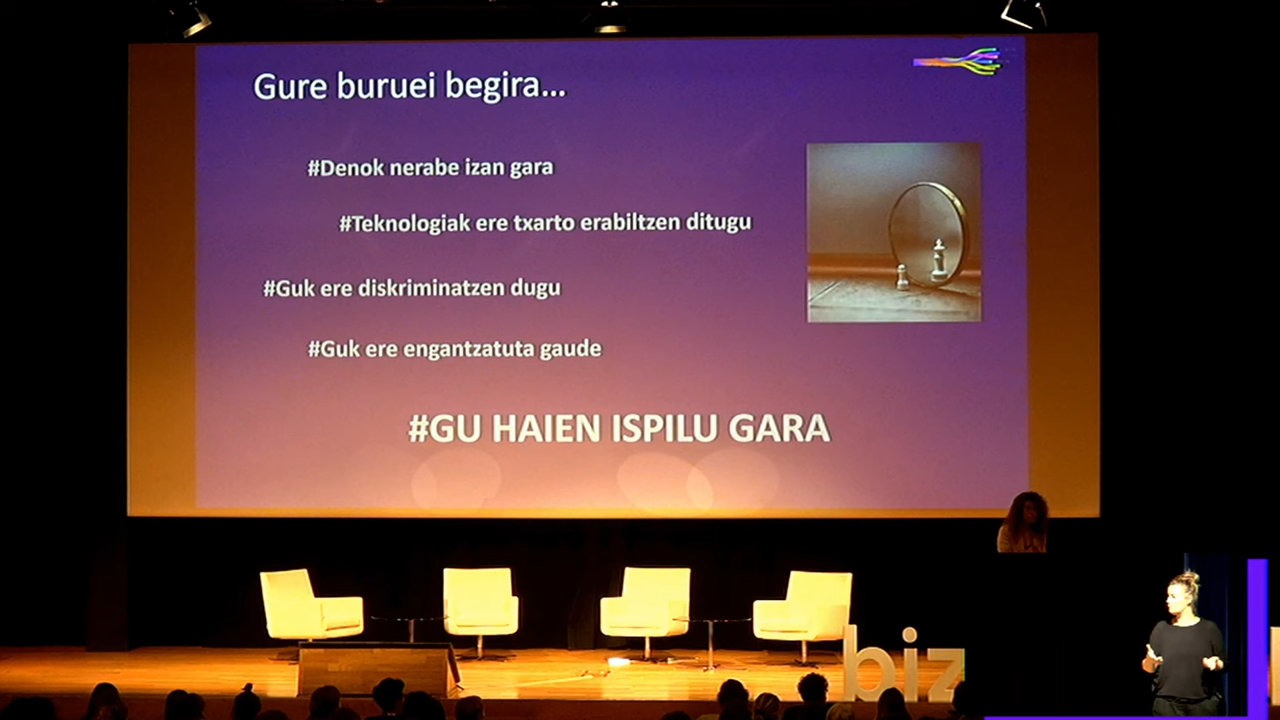 Gure buruei begira...
#Denok nerabe izan gara
#Teknologiak ere txarto erabiltzen ditugu
#Guk ere diskriminatzen dugu
#Guk ere engantzatuta gaude
#GU HAIEN ISPILU GARA
biz